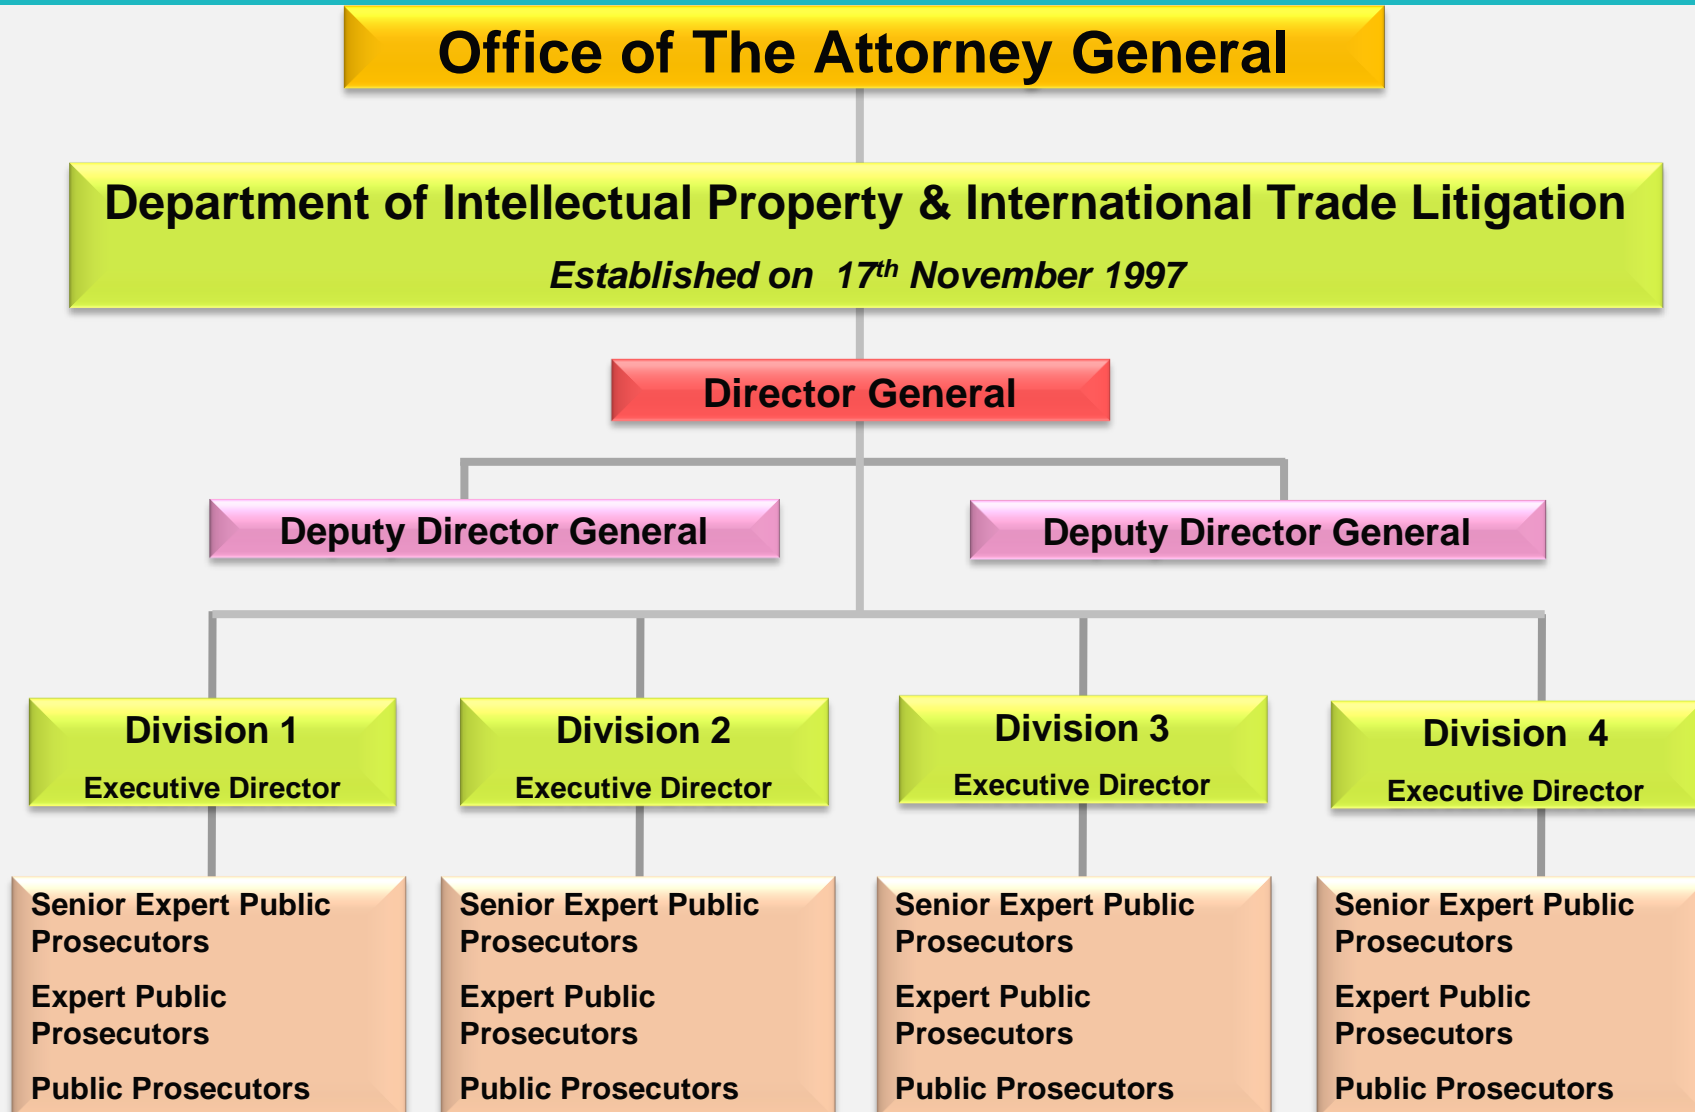 Office of The Attorney General
Department of Intellectual Property & International Trade Litigation
Established on 17th November 1997
Director General
Deputy Director General
Deputy Director General
Division 1
Executive Director
Division 2
Executive Director
Division 3
Executive Director
Division 4
Executive Director
Senior Expert Public
Prosecutors
Expert Public
Prosecutors
Public Prosecutors
Senior Expert Public
Prosecutors
Expert Public
Prosecutors
Public Prosecutors
Senior Expert Public
Prosecutors
Expert Public
Prosecutors
Public Prosecutors
Senior Expert Public
Prosecutors
Expert Public
Prosecutors
Public Prosecutors